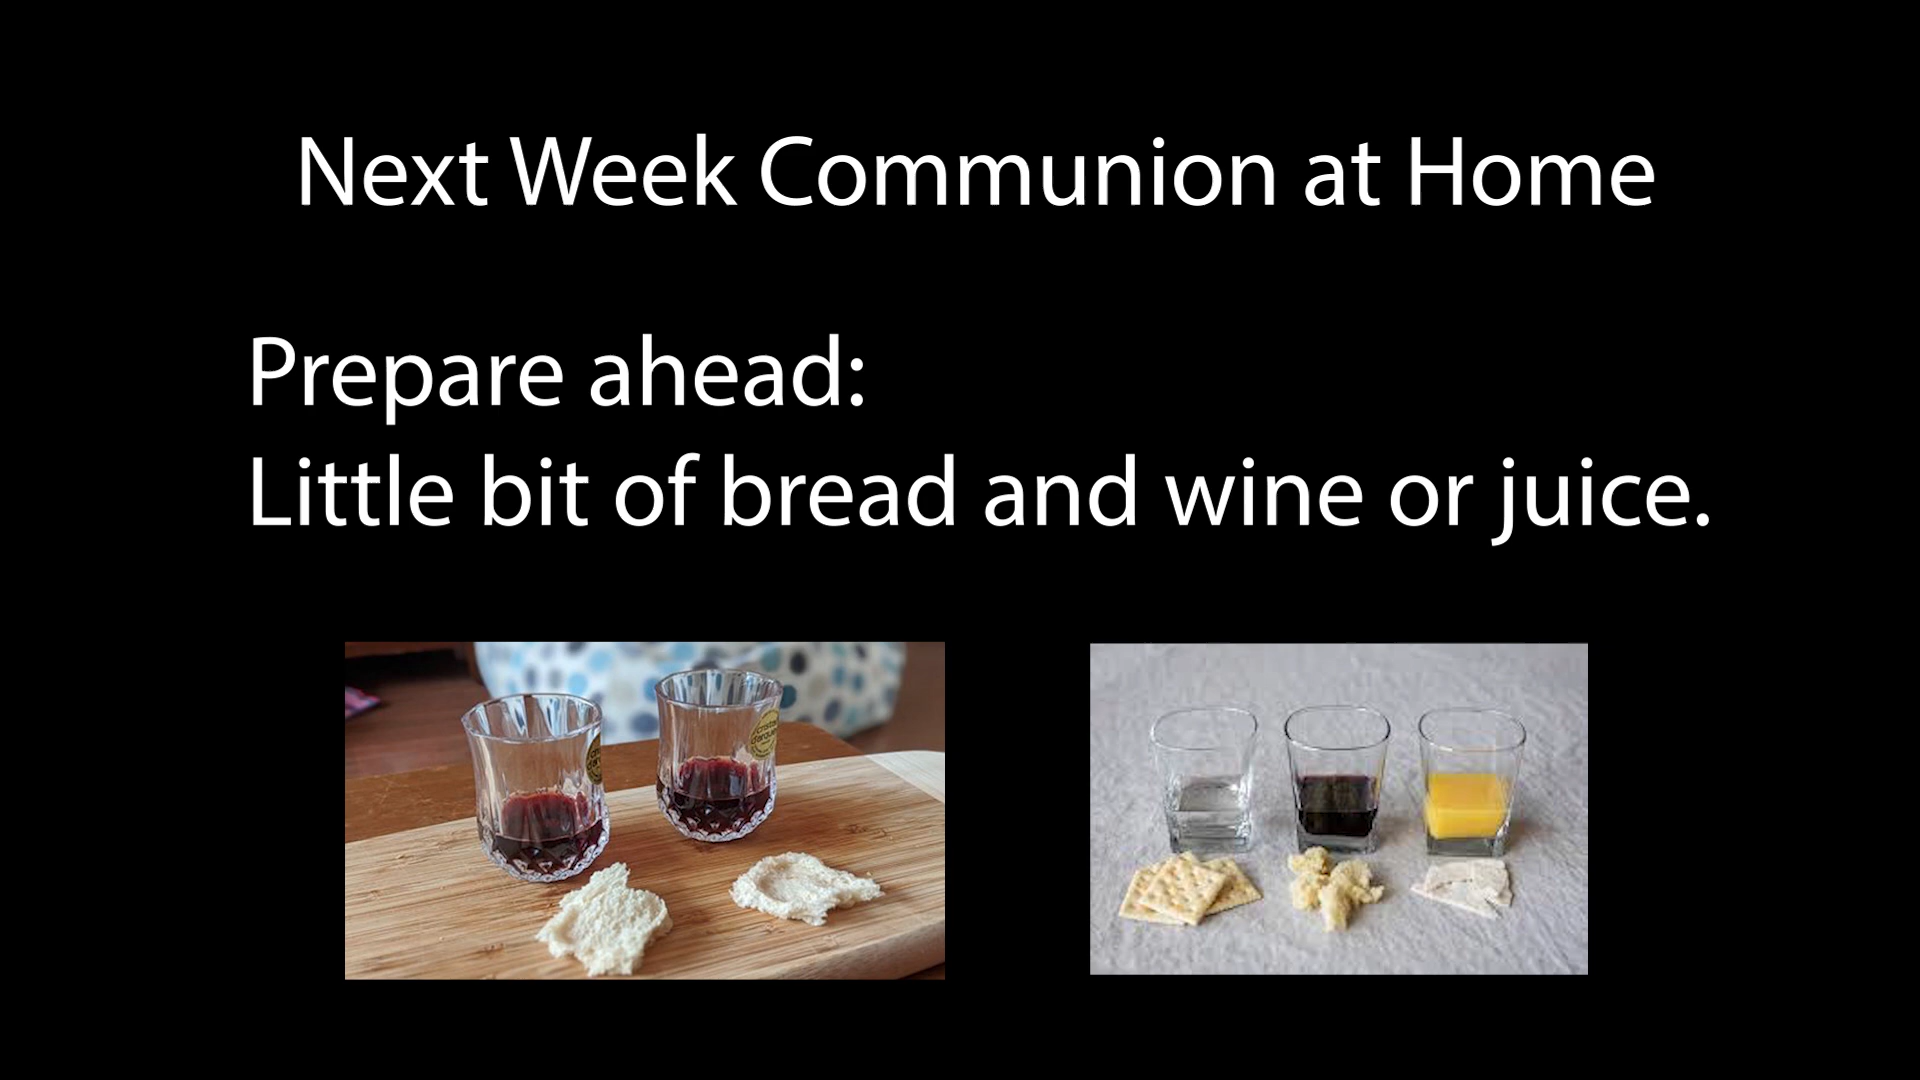 Next Week Communion at Home
Prepare ahead:
Little bit of bread and wine or juice.